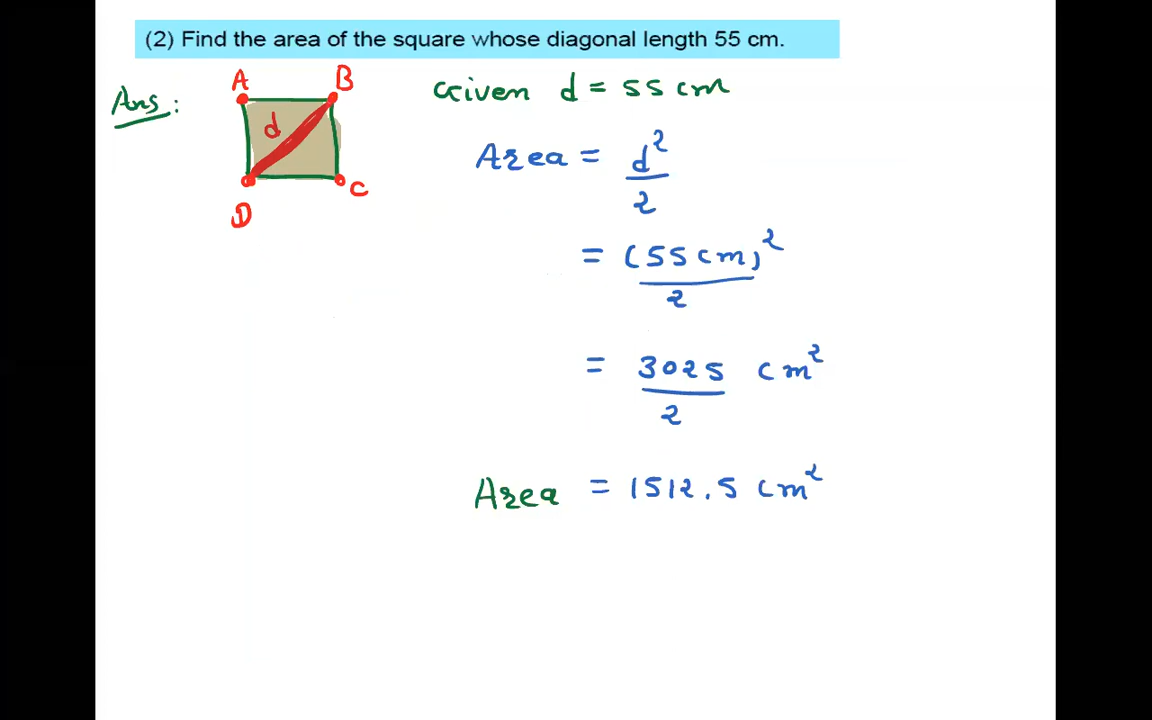 (2) Find the area of the square whose diagonal length 55 cm.
Ans:
A B
d
D C
Given d = 55 cm
Area = d²/2
= (55 cm)²/2
= 3025/2 cm²
Area = 1512.5 cm²